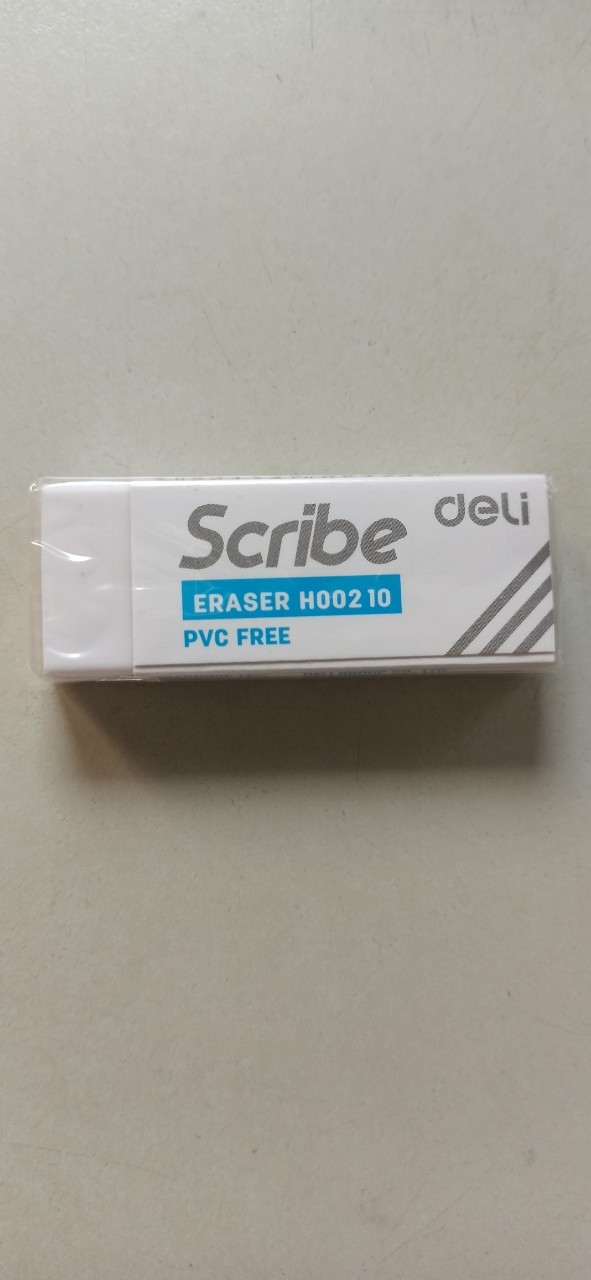 deli
Scribe
ERASER H00210
PVC FREE